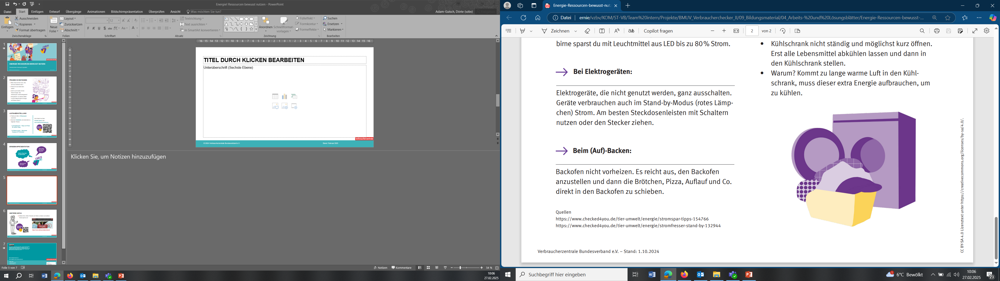 Energie! Ressourcen bewusst nutzen - PowerPoint
Datei
Start
Einfügen
Entwurf
Übergänge
Animationen
Bildschirmpräsentation
Überprüfen
Ansicht
Was möchten Sie tun?
Adam-Gutsch, Dörte (vzbv)
Einfügen
Ausschneiden
Kopieren
Format übertragen
Zwischenablage
Neue Folie
Layout
Zurücksetzen
Abschnitt
Folien
12
F K U S abc AV Aa A
Schriftart
Textrichtung
Text ausrichten
In SmartArt konvertieren
Absatz
Anordnen
Schnellformat-
vorlagen
Fülleffekt
Formkontur
Formeffekte
Zeichnung
Suchen
Ersetzen
Markieren
Bearbeiten
1
ENERGIE! RESSOURCEN BEWUSST NUTZEN
2
FRAGEN IN DIE RUNDE:
3
AUFGABENSTELLUNG
4
ERGEBNISPRÄSENTATION
CHECK
5
6
WEITERE INFOS
7
TITEL DURCH KLICKEN BEARBEITEN
Unterüberschrift (Sechste Ebene)
verbraucherzentrale
© 2024 Verbraucherzentrale Bundesverband e.V.
Stand: Februar 2025
Klicken Sie, um Notizen hinzuzufügen
Folie 5 von 7
Notizen
Kommentare
54 %
10:06
27.02.2025
Energie-Ressourcen-bewusst-nut
Datei
ernie/vzbv/KOM/ST-VB/Team%20intern/Projekte/BMUV_Verbraucherchecker_II/09_Bildungsmaterial/04_Arbeits-%20und%20Lösungsblätter/Energie-Ressourcen-bewusst-...
Zeichnen
Copilot fragen
2
von 2
birne sparst du mit Leuchtmittel aus LED bis zu 80 % Strom.
Bei Elektrogeräten:
Elektrogeräte, die nicht genutzt werden, ganz ausschalten.
Geräte verbrauchen auch im Stand-by-Modus (rotes Lämp-
chen) Strom. Am besten Steckdosenleisten mit Schaltern
nutzen oder den Stecker ziehen.
Beim (Auf)-Backen:
Backofen nicht vorheizen. Es reicht aus, den Backofen
anzustellen und dann die Brötchen, Pizza, Auflauf und Co.
direkt in den Backofen zu schieben.
Quellen
https://www.checked4you.de/tier-umwelt/energie/stromspar-tipps-154766
https://www.checked4you.de/tier-umwelt/energie/stromfresser-stand-by-132944
Verbraucherzentrale Bundesverband e.V. – Stand: 1.10.2024
• Kühlschrank nicht ständig und möglichst kurz öffnen.
Erst alle Lebensmittel abkühlen lassen und dann in
den Kühlschrank stellen.
• Warum? Kommt zu lange warme Luft in den Kühl-
schrank, muss dieser extra Energie aufbrauchen, um
zu kühlen.
CC BY-SA 4.0 Lizenztext unter https://creativecommons.org/licenses/by-sa/4.0/.
Suchbegriff hier eingeben
6°C Bewölkt
10:06
27.02.2025
23